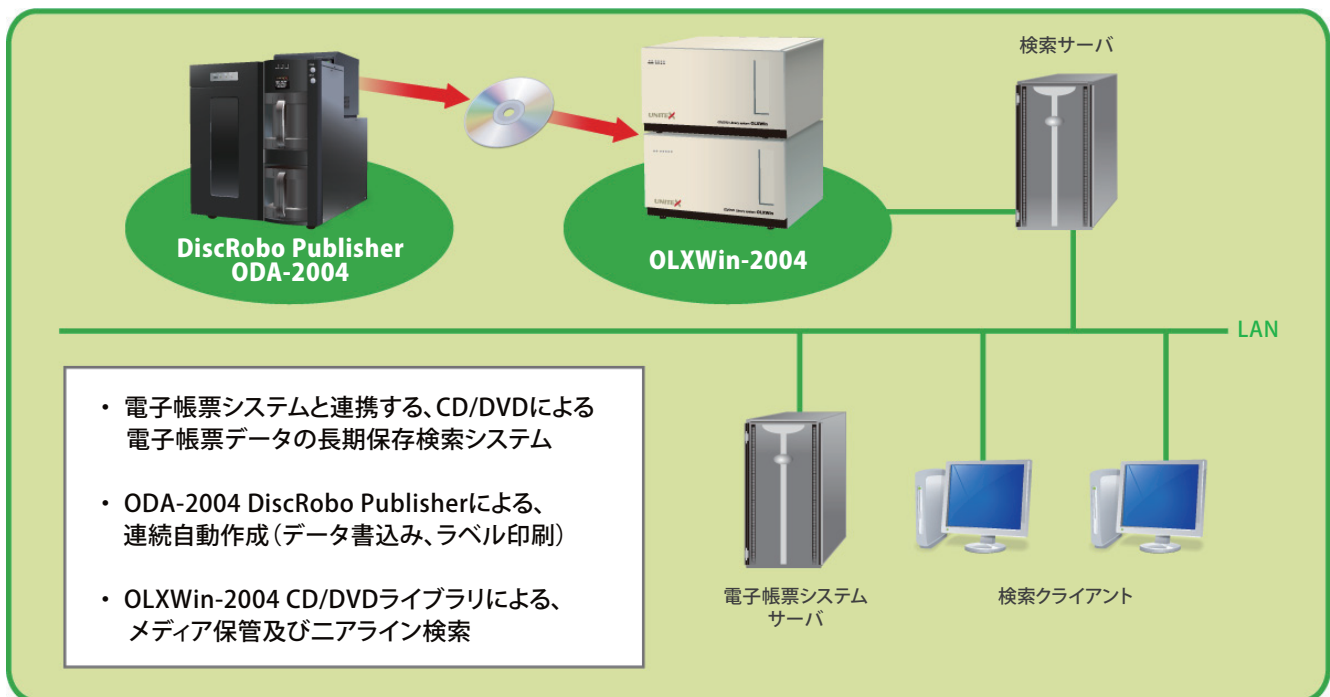 検索サーバ
UNITEX
UNITEX
DiscRobo Publisher
ODA-2004
OLXWin-2004
LAN
・ 電子帳票システムと連携する、CD/DVDによる
電子帳票データの長期保存検索システム
・ ODA-2004 DiscRobo Publisherによる、
連続自動作成（データ書込み、ラベル印刷）
・ OLXWin-2004 CD/DVDライブラリによる、
メディア保管及びニアライン検索
電子帳票システム
サーバ
検索クライアント